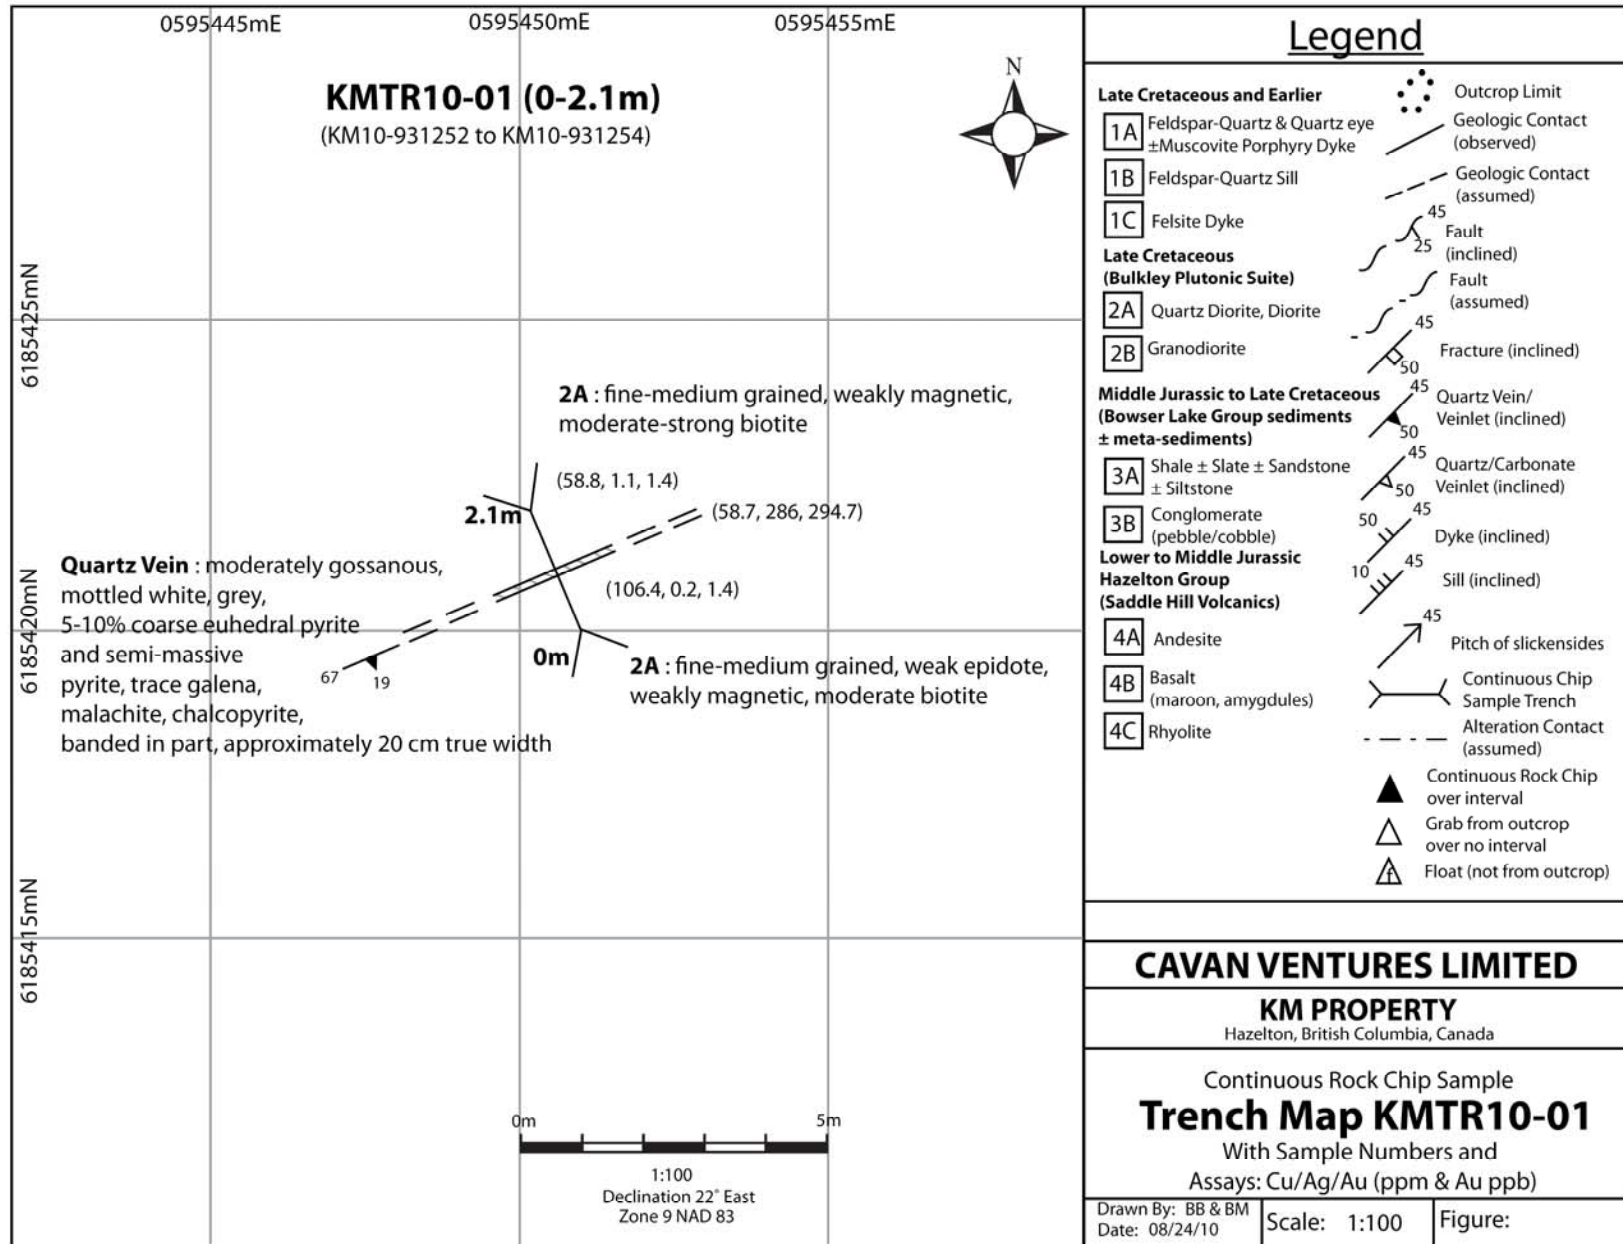 0595445mE
0595450mE
0595455mE
KMTR10-01 (0-2.1m)
(KM10-931252 to KM10-931254)
N
6185425mN
6185420mN
6185415mN
2A : fine-medium grained, weakly magnetic,
moderate-strong biotite
(58.8, 1.1, 1.4)
2.1m
(58.7, 286, 294.7)
(106.4, 0.2, 1.4)
Quartz Vein : moderately gossanous,
mottled white, grey,
5-10% coarse euhedral pyrite
and semi-massive
pyrite, trace galena,
malachite, chalcopyrite,
banded in part, approximately 20 cm true width
67
19
0m
2A : fine-medium grained, weak epidote,
weakly magnetic, moderate biotite
0m
5m
1:100
Declination 22° East
Zone 9 NAD 83
Legend
Late Cretaceous and Earlier
1A Feldspar-Quartz & Quartz eye
±Muscovite Porphyry Dyke
1B Feldspar-Quartz Sill
1C Felsite Dyke
Late Cretaceous
(Bulkley Plutonic Suite)
2A Quartz Diorite, Diorite
2B Granodiorite
Middle Jurassic to Late Cretaceous
(Bowser Lake Group sediments
± meta-sediments)
3A Shale ± Slate ± Sandstone
± Siltstone
3B Conglomerate
(pebble/cobble)
Lower to Middle Jurassic
Hazelton Group
(Saddle Hill Volcanics)
4A Andesite
4B Basalt
(maroon, amygdules)
4C Rhyolite
Outcrop Limit
Geologic Contact
(observed)
Geologic Contact
(assumed)
45
25
Fault
(inclined)
Fault
(assumed)
45
50
Fracture (inclined)
45
50
Quartz Vein/
Veinlet (inclined)
45
50
Quartz/Carbonate
Veinlet (inclined)
50
45
Dyke (inclined)
10
45
Sill (inclined)
45
Pitch of slickensides
Continuous Chip
Sample Trench
Alteration Contact
(assumed)
Continuous Rock Chip
over interval
Grab from outcrop
over no interval
f
Float (not from outcrop)
CAVAN VENTURES LIMITED
KM PROPERTY
Hazelton, British Columbia, Canada
Continuous Rock Chip Sample
Trench Map KMTR10-01
With Sample Numbers and
Assays: Cu/Ag/Au (ppm & Au ppb)
Drawn By: BB & BM
Date: 08/24/10
Scale: 1:100
Figure: